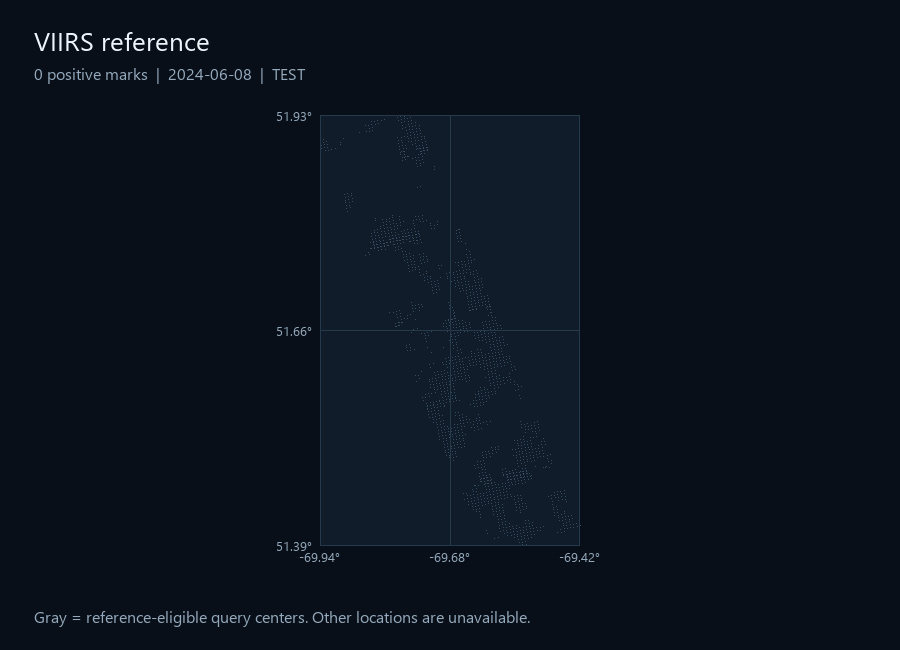 VIIRS reference
0 positive marks | 2024-06-08 | TEST
51.93°
51.66°
51.39°
-69.94° -69.68° -69.42°
Gray = reference-eligible query centers. Other locations are unavailable.